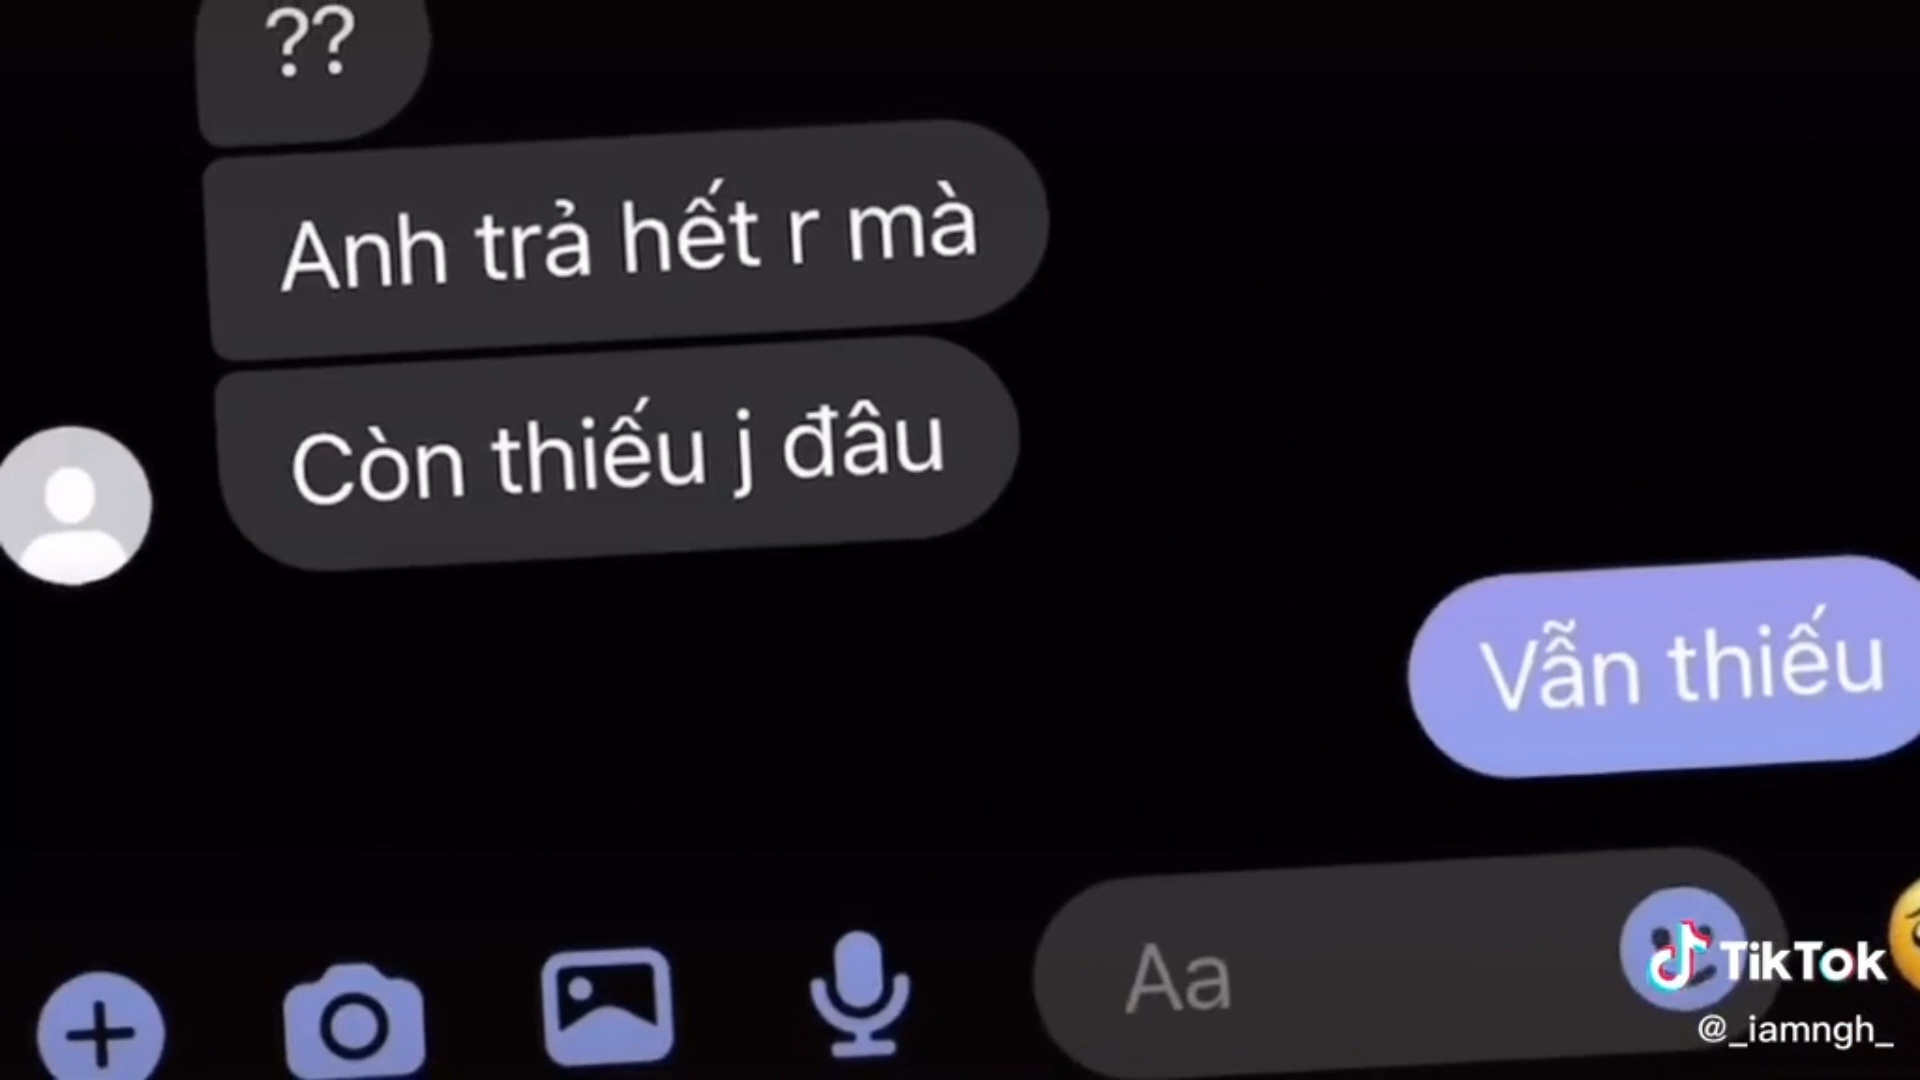 ??
Anh trả hết r mà
Còn thiếu j đâu
Vẫn thiếu
Aa
TikTok
@_iamngh_